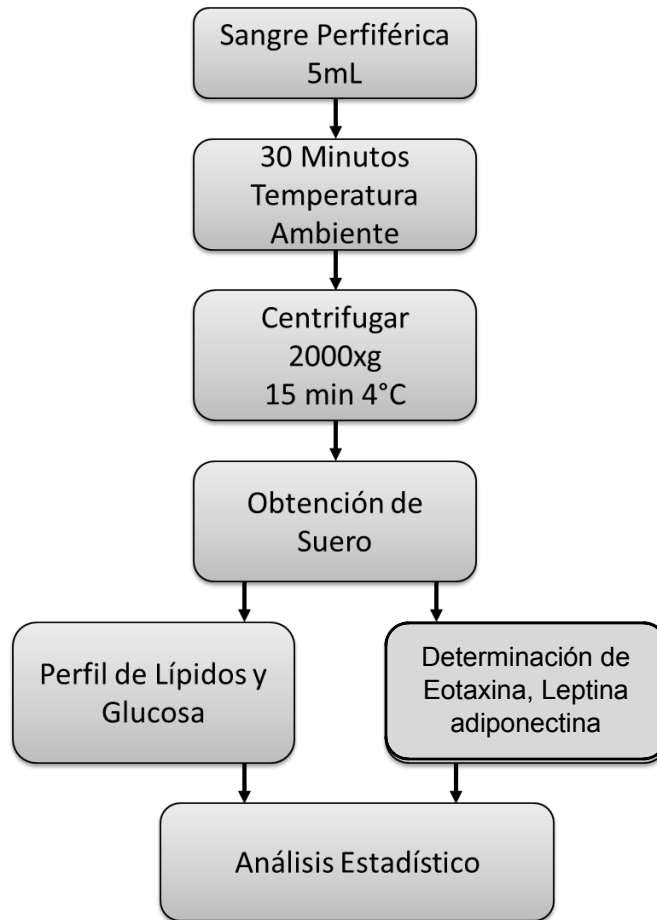 Sangre Perfiférica
5mL
30 Minutos
Temperatura
Ambiente
Centrifugar
2000xg
15 min 4°C
Obtención de
Suero
Perfil de Lípidos y
Glucosa
Determinación de
Eotaxina, Leptina
adiponectina
Análisis Estadístico